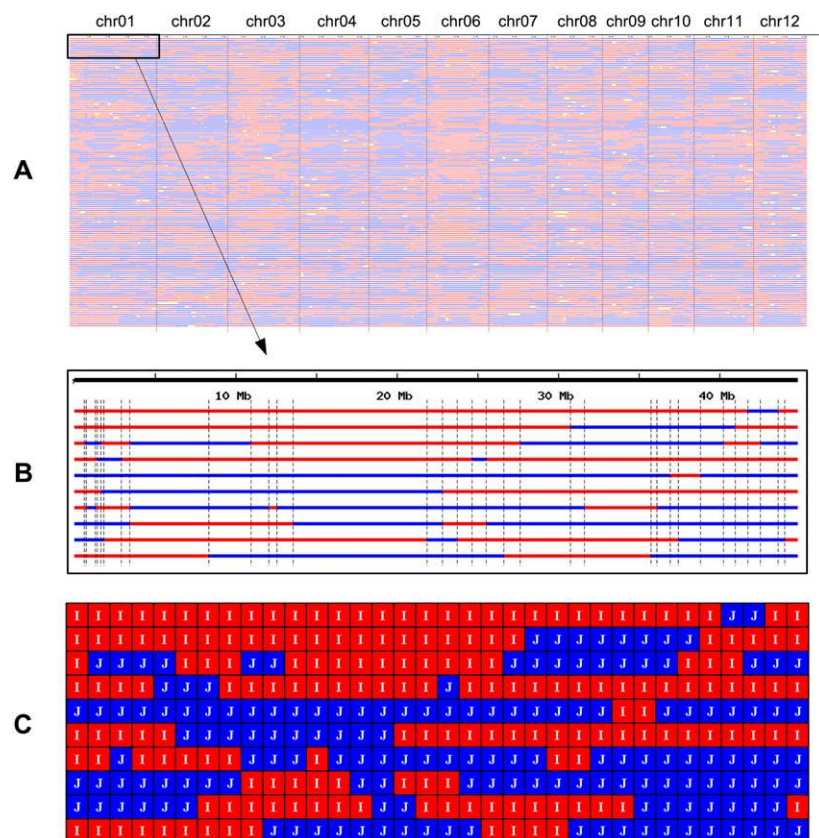 chr01 chr02 chr03 chr04 chr05 chr06 chr07 chr08 chr09 chr10 chr11 chr12
A
10 Mb 20 Mb 30 Mb 40 Mb
B
I I I I I I I I I I I I I I I I I I I I I I I I I I I I I I J J I I
I I I I I I I I I I I I I I I I I I I I I J J J J J J J J I I I I I
I J J J J I I I J J I I I I I I I I I I J J J J J J J J I I I J J J
I I I I J J J I I I I I I I I I I J I I I I I I I I I I I I I I I I
J J J J J J J J J J J J J J J J J J J J J J J J J I I J J J J J J J
I I I I I J J J J J J J J J J I I I I I I I I I I I I I I I I I I I
C
I I J I I I I I J J J I J J J J J J J J J J I I J J J J J J J J J J
J J J J J J J J I I I I I J J I I I J J J J J J J J J J J J J J J J
J J J J J J I I I I I I I I J J I I I I I I I I I I J J J J J J J I
I I I I I I I I I J J J J J J J J J J I I I I J J J J J J J J J J J